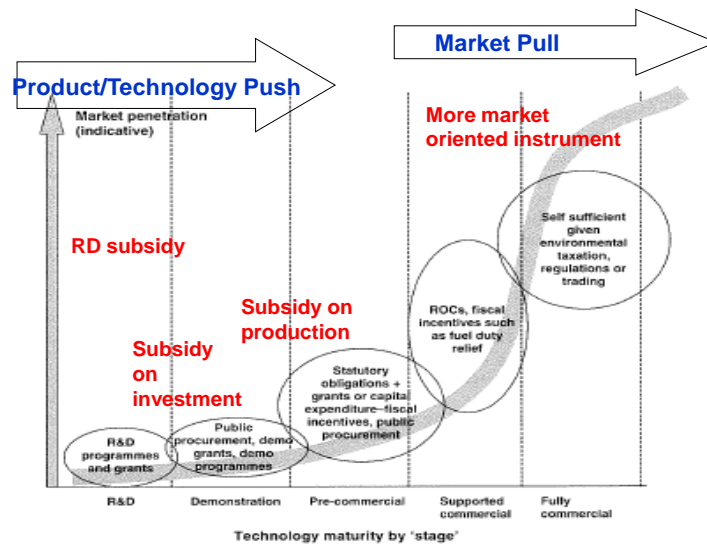 Market Pull
Product/Technology Push
Market penetration
(indicative)
More market
oriented instrument
RD subsidy
Self sufficient
given
environmental
taxation,
regulations or
trading
Subsidy on
production
ROCs, fiscal
incentives such
as fuel duty
relief
Subsidy
on
investment
Statutory
obligations +
grants or capital
expenditure–fiscal
incentives, public
procurement
Public
procurement, demo
grants, demo
programmes
R&D
programmes
and grants
R&D
Demonstration
Pre-commercial
Supported
commercial
Fully
commercial
Technology maturity by 'stage'